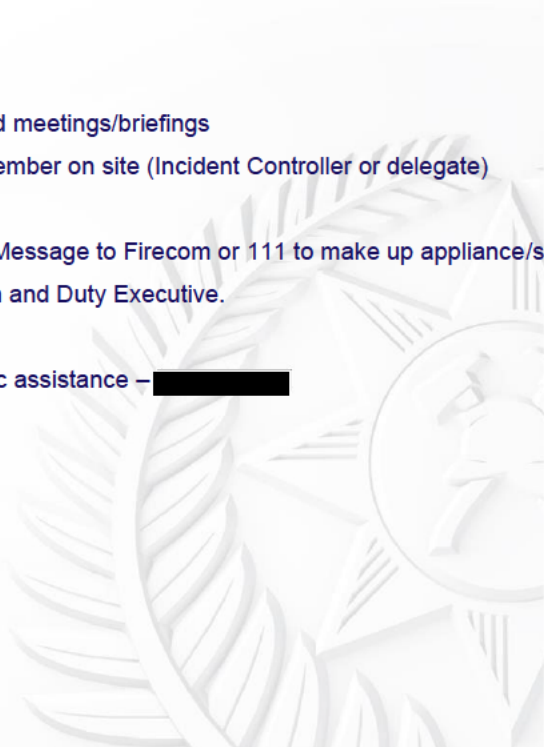 d meetings/briefings
ember on site (Incident Controller or delegate)
Message to Firecom or 111 to make up appliance/s
and Duty Executive.
c assistance –